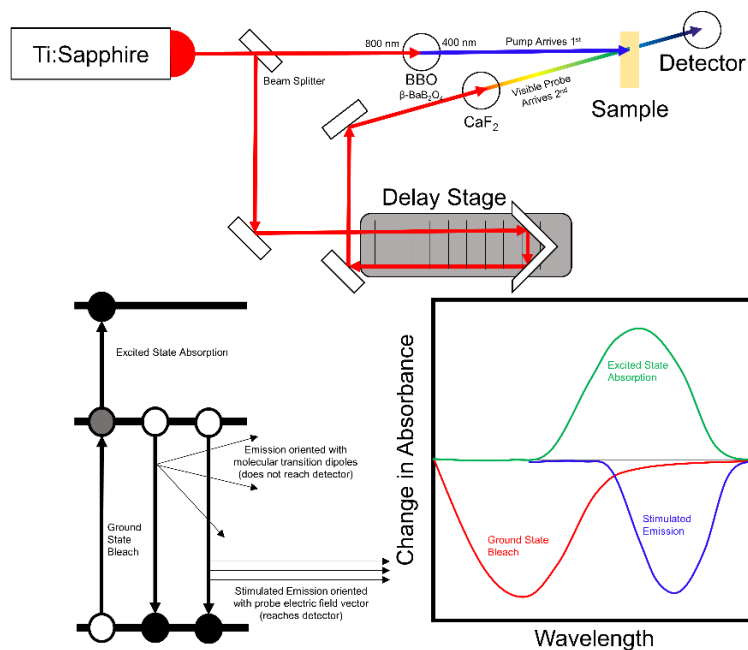 Ti:Sapphire
800 nm
400 nm
Pump Arrives 1st
Beam Splitter
BBO
β-BaB₂O₄
Visible Probe
Arrives 2nd
CaF₂
Detector
Sample
Delay Stage
Excited State Absorption
Emission oriented with
molecular transition dipoles
(does not reach detector)
Ground
State
Bleach
Stimulated Emission oriented
with probe electric field vector
(reaches detector)
Change in Absorbance
Excited State
Absorption
Ground State
Bleach
Stimulated
Emission
Wavelength